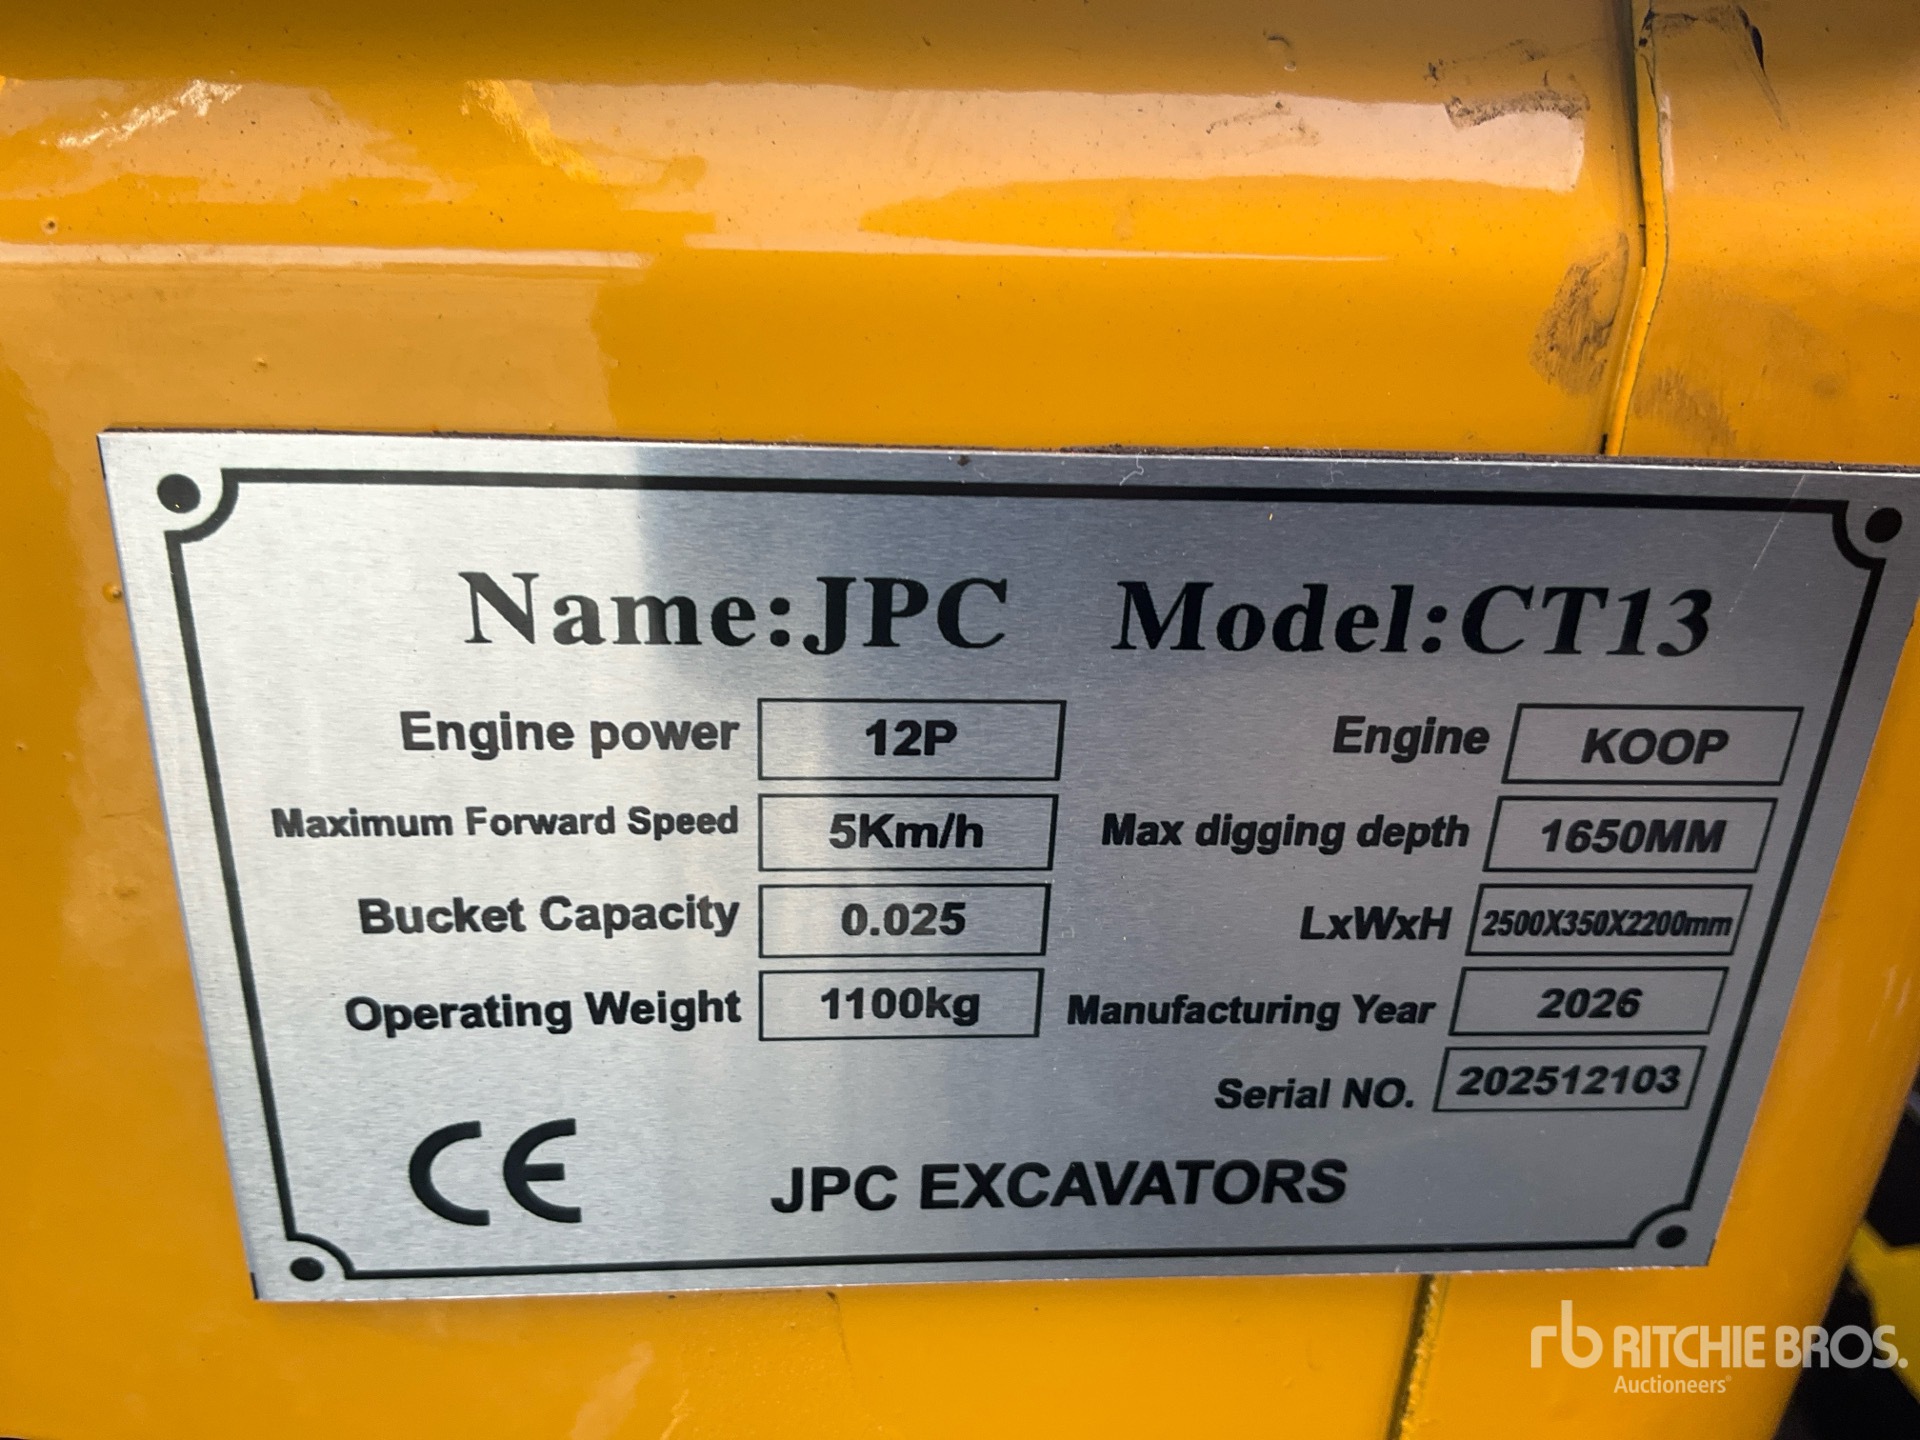 Name:JPC Model:CT13
Engine power 12P Engine KOOP
Maximum Forward Speed 5Km/h Max digging depth 1650MM
Bucket Capacity 0.025 LxWxH 2500X350X2200mm
Operating Weight 1100kg Manufacturing Year 2026
Serial NO. 202512103
CE JPC EXCAVATORS
rb RITCHIE BROS.
Auctioneers